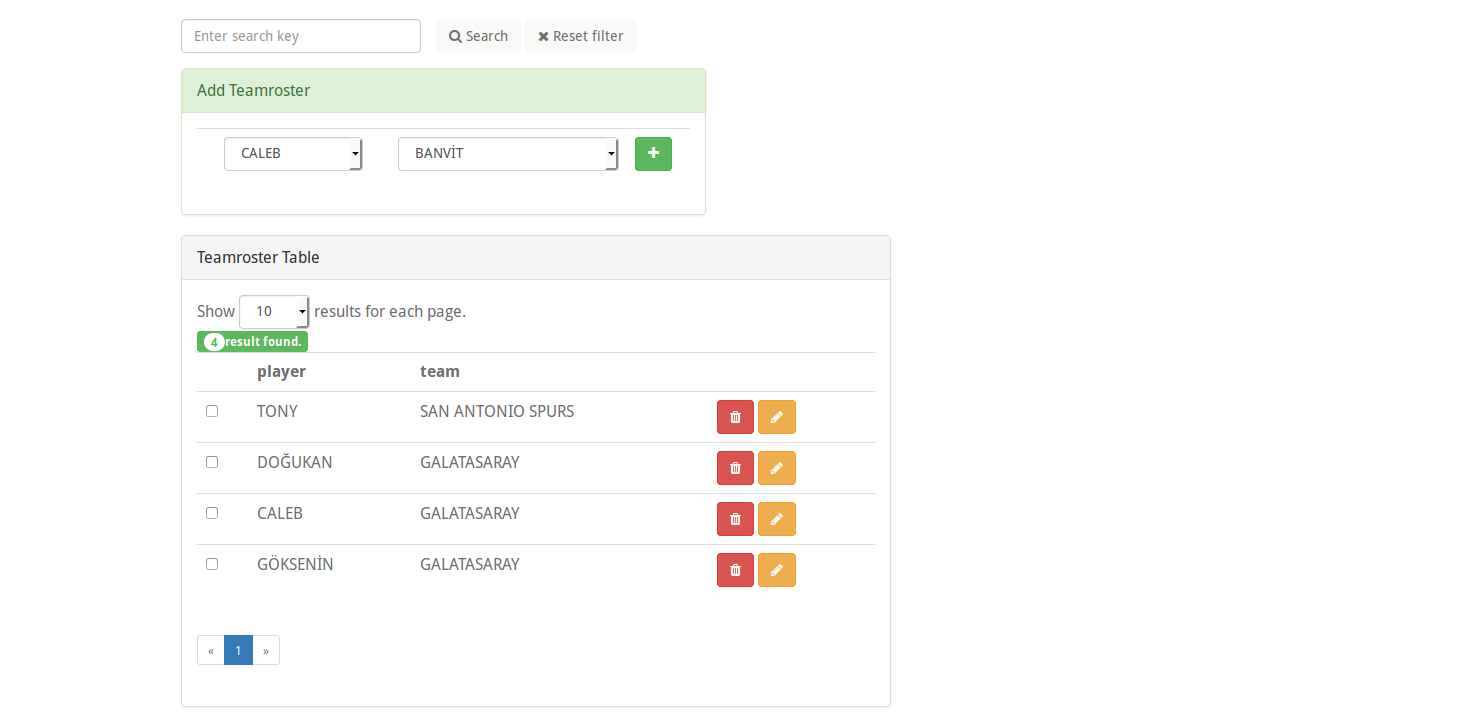 Enter search key Search Reset filter
Add Teamroster
CALEB BANVİT
Teamroster Table
Show 10 results for each page.
4 result found.
player team
TONY SAN ANTONIO SPURS
DOĞUKAN GALATASARAY
CALEB GALATASARAY
GÖKSENİN GALATASARAY
« 1 »